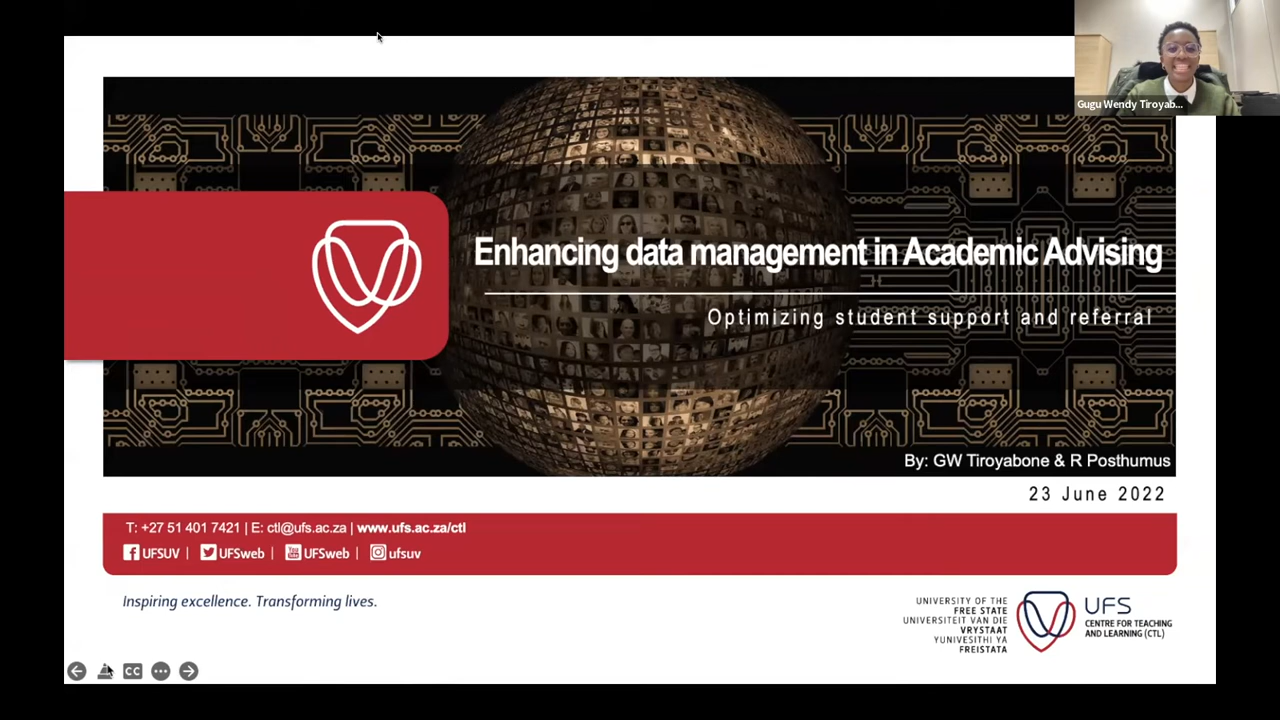 Gugu Wendy Tiroyab...
Enhancing data management in Academic Advising
Optimizing student support and referral
By: GW Tiroyabone & R Posthumus
23 June 2022
T: +27 51 401 7421 | E: ctl@ufs.ac.za | www.ufs.ac.za/ctl
UFSUV | UFSweb | UFSweb | ufsuv
Inspiring excellence. Transforming lives.
UNIVERSITY OF THE
FREE STATE
UNIVERSITEIT VAN DIE
VRYSTAAT
YUNIVESITHI YA
FREISTATA
UFS
CENTRE FOR TEACHING
AND LEARNING (CTL)
CC